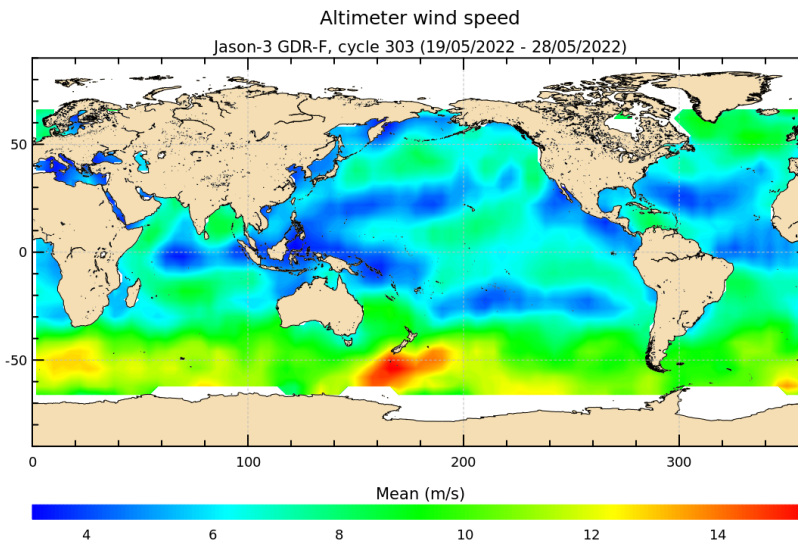 Altimeter wind speed
Jason-3 GDR-F, cycle 303 (19/05/2022 - 28/05/2022)
50
0
-50
0 100 200 300
Mean (m/s)
4 6 8 10 12 14